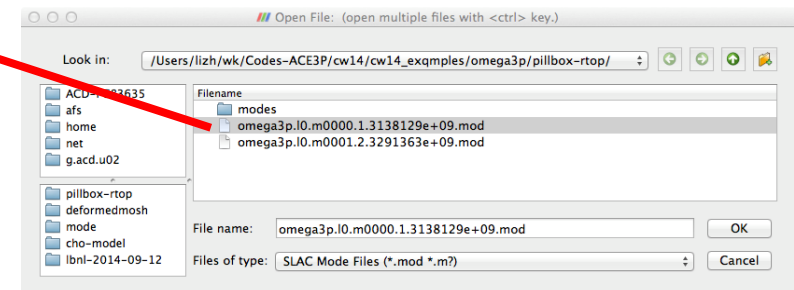 Open File: (open multiple files with <ctrl> key.)
Look in: /Users/lizh/wk/Codes-ACE3P/cw14/cw14_exqmples/omega3p/pillbox-rtop/
Filename
afs
home
net
g.acd.u02
modes
omega3p.l0.m0000.1.3138129e+09.mod
omega3p.l0.m0001.2.3291363e+09.mod
pillbox-rtop
deformedmosh
mode
cho-model
lbnl-2014-09-12
File name: omega3p.l0.m0000.1.3138129e+09.mod OK
Files of type: SLAC Mode Files (*.mod *.m?) Cancel